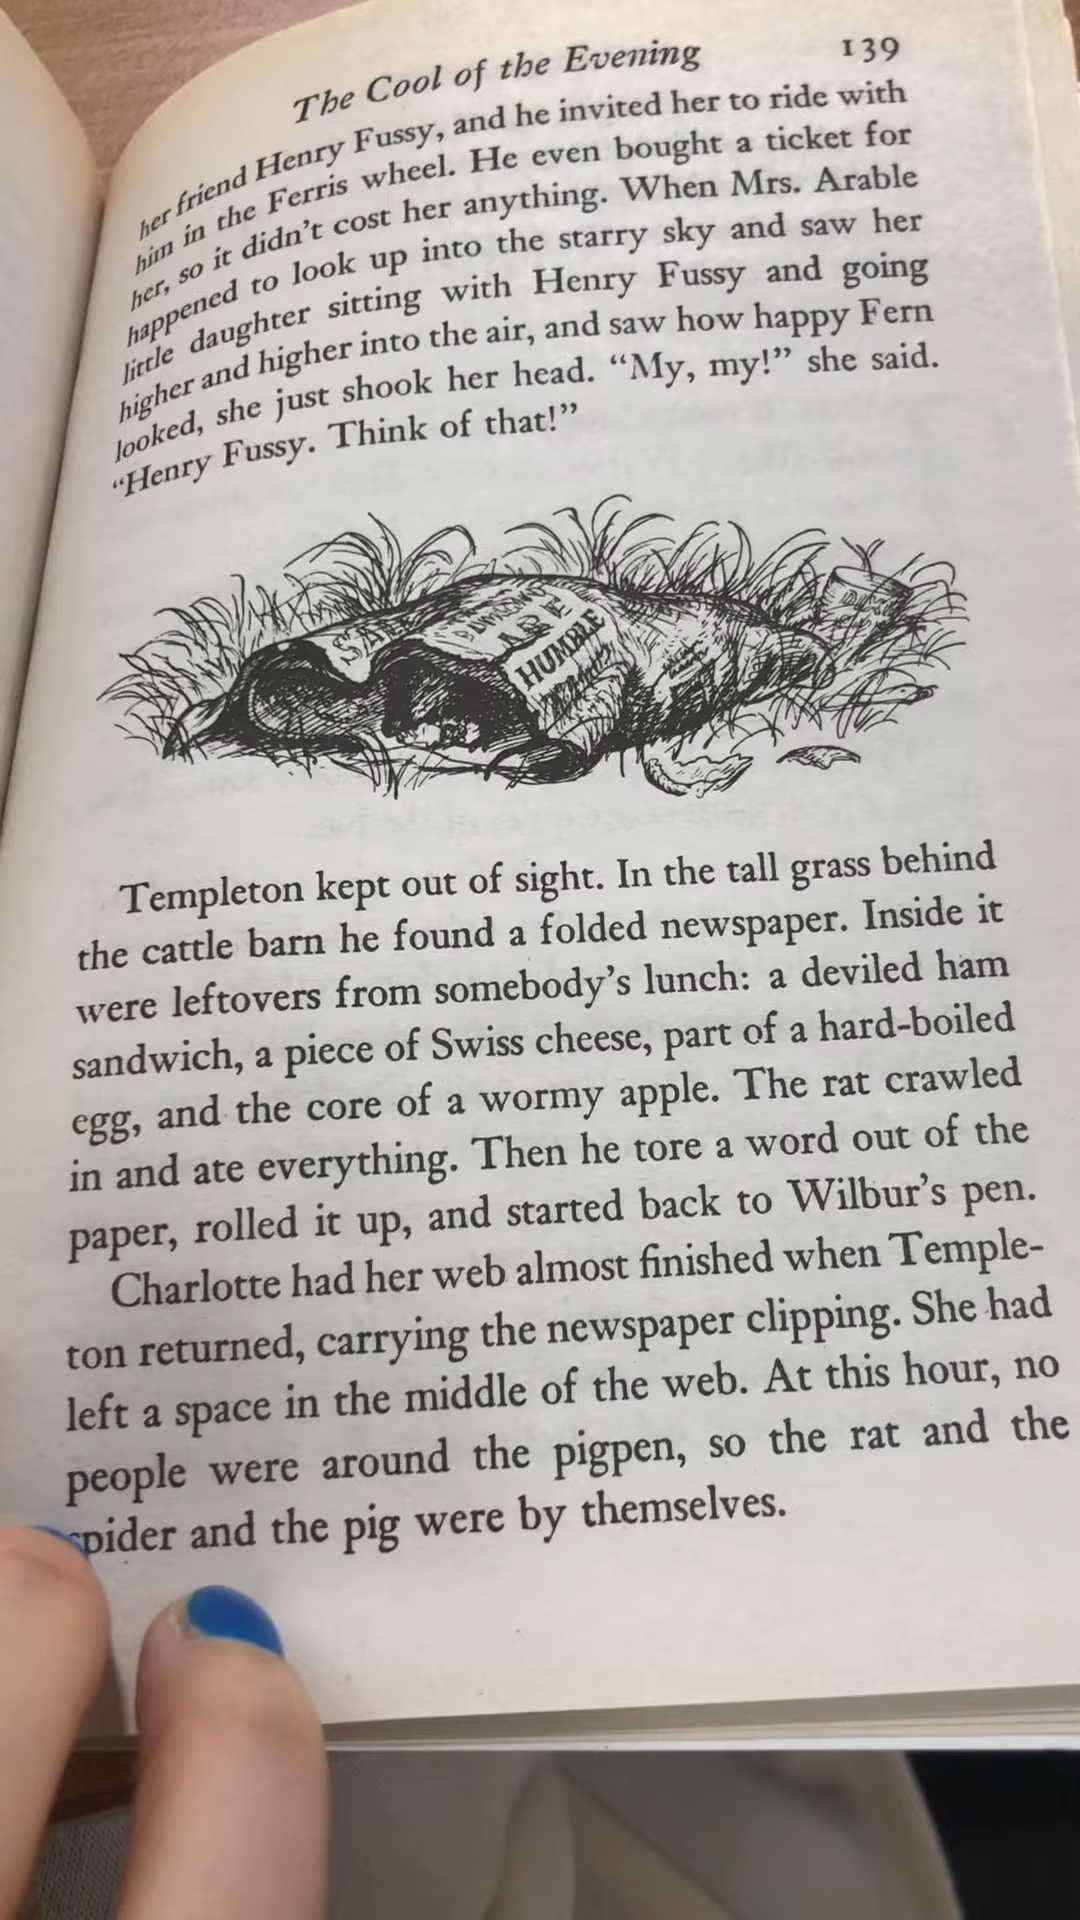 The Cool of the Evening 139
her friend Henry Fussy, and he invited her to ride with
him in the Ferris wheel. He even bought a ticket for
her, so it didn't cost her anything. When Mrs. Arable
happened to look up into the starry sky and saw her
little daughter sitting with Henry Fussy and going
higher and higher into the air, and saw how happy Fern
looked, she just shook her head. “My, my!” she said.
“Henry Fussy. Think of that!”
ARE
HUMBLE
Templeton kept out of sight. In the tall grass behind
the cattle barn he found a folded newspaper. Inside it
were leftovers from somebody's lunch: a deviled ham
sandwich, a piece of Swiss cheese, part of a hard-boiled
egg, and the core of a wormy apple. The rat crawled
in and ate everything. Then he tore a word out of the
paper, rolled it up, and started back to Wilbur's pen.
Charlotte had her web almost finished when Temple-
ton returned, carrying the newspaper clipping. She had
left a space in the middle of the web. At this hour, no
people were around the pigpen, so the rat and the
spider and the pig were by themselves.